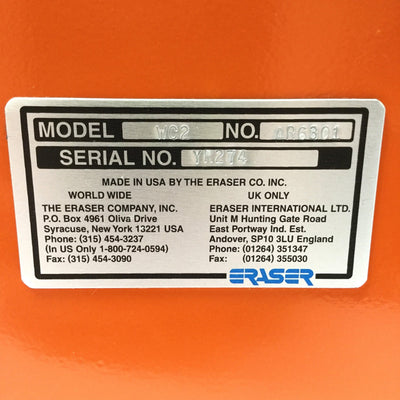 MODEL WC2 NO. AR6301
SERIAL NO. YA274
MADE IN USA BY THE ERASER CO. INC.
WORLD WIDE
THE ERASER COMPANY, INC.
P.O. Box 4961 Oliva Drive
Syracuse, New York 13221 USA
Phone: (315) 454-3237
(In US Only 1-800-724-0594)
Fax: (315) 454-3090
UK ONLY
ERASER INTERNATIONAL LTD.
Unit M Hunting Gate Road
East Portway Ind. Est.
Andover, SP10 3LU England
Phone: (01264) 351347
Fax: (01264) 355030
ERASER